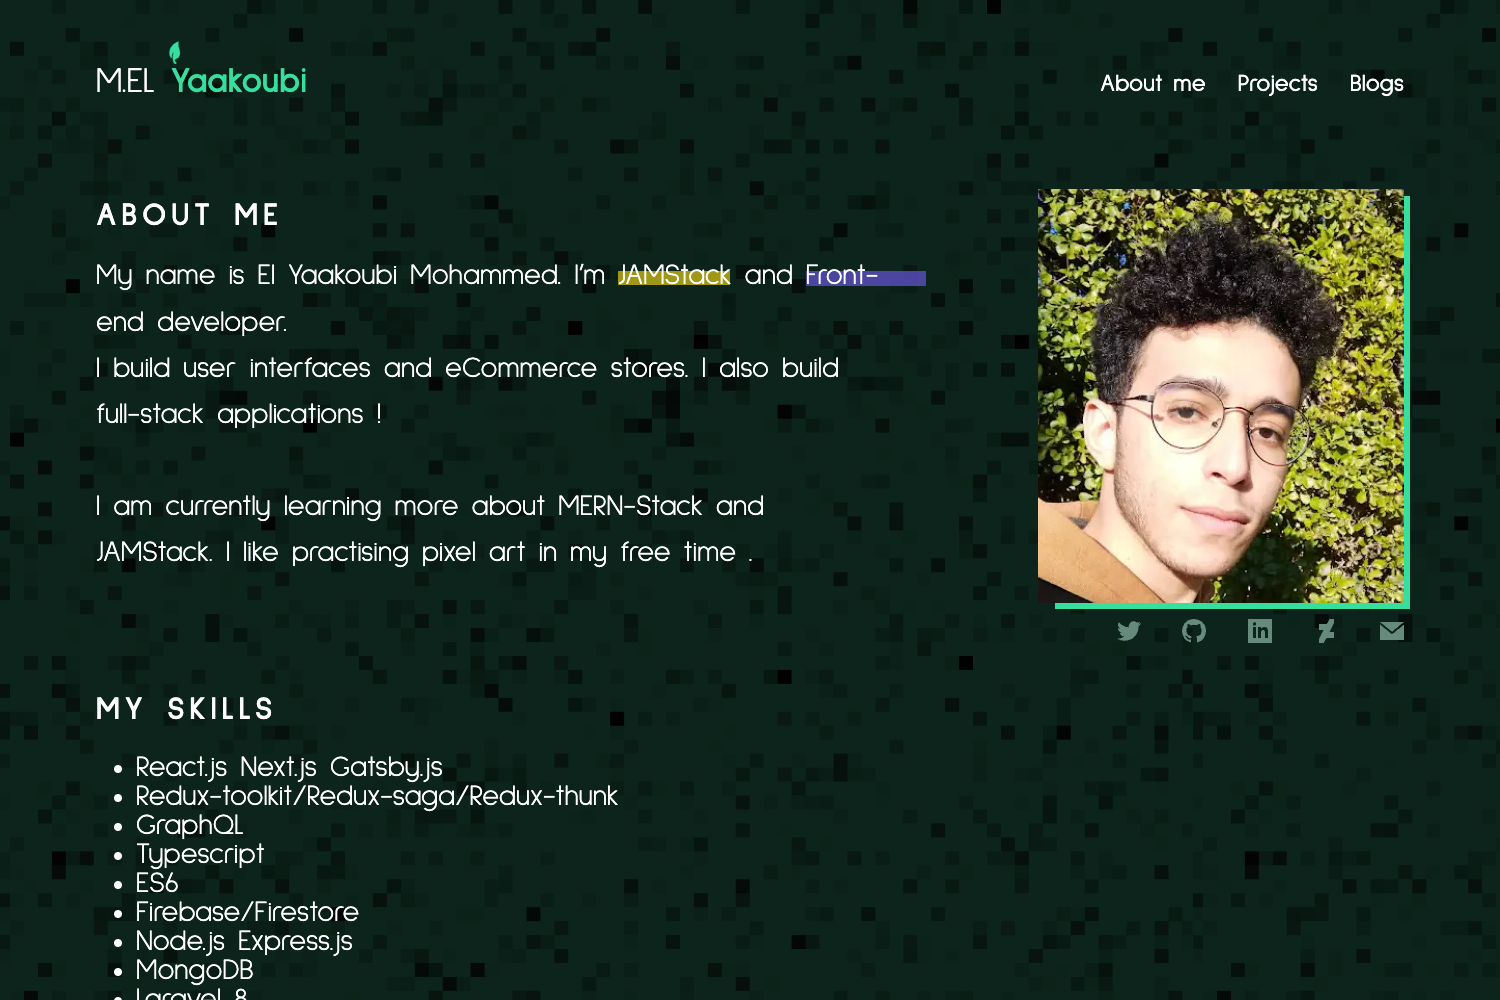 M.EL Yaakoubi
About me Projects Blogs
ABOUT ME
My name is El Yaakoubi Mohammed. I'm JAMStack and Front-
end developer.
I build user interfaces and eCommerce stores. I also build
full-stack applications !
I am currently learning more about MERN-Stack and
JAMStack. I like practising pixel art in my free time .
in
MY SKILLS
React.js Next.js Gatsby.js
Redux-toolkit/Redux-saga/Redux-thunk
GraphQL
Typescript
ES6
Firebase/Firestore
Node.js Express.js
MongoDB
Laravel 8